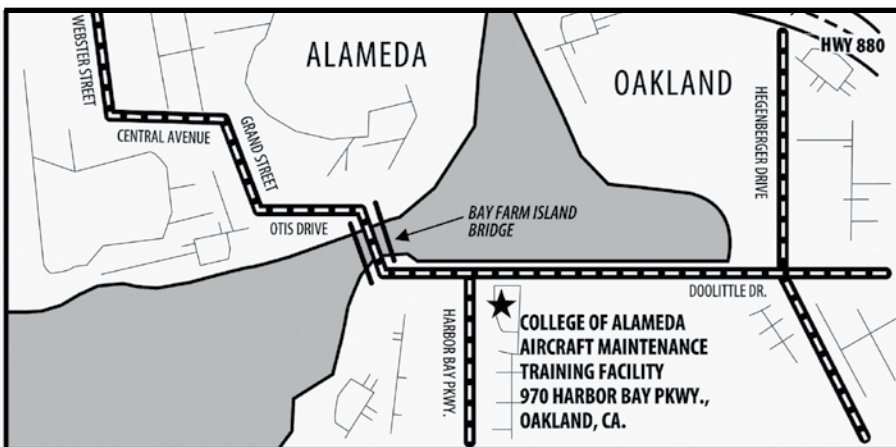 WEBSTER STREET
ALAMEDA
OAKLAND
HWY 880
CENTRAL AVENUE
GRAND STREET
HEGENBERGER DRIVE
OTIS DRIVE
BAY FARM ISLAND
BRIDGE
DOOLITTLE DR.
HARBOR BAY PKWY.
COLLEGE OF ALAMEDA
AIRCRAFT MAINTENANCE
TRAINING FACILITY
970 HARBOR BAY PKWY.,
OAKLAND, CA.